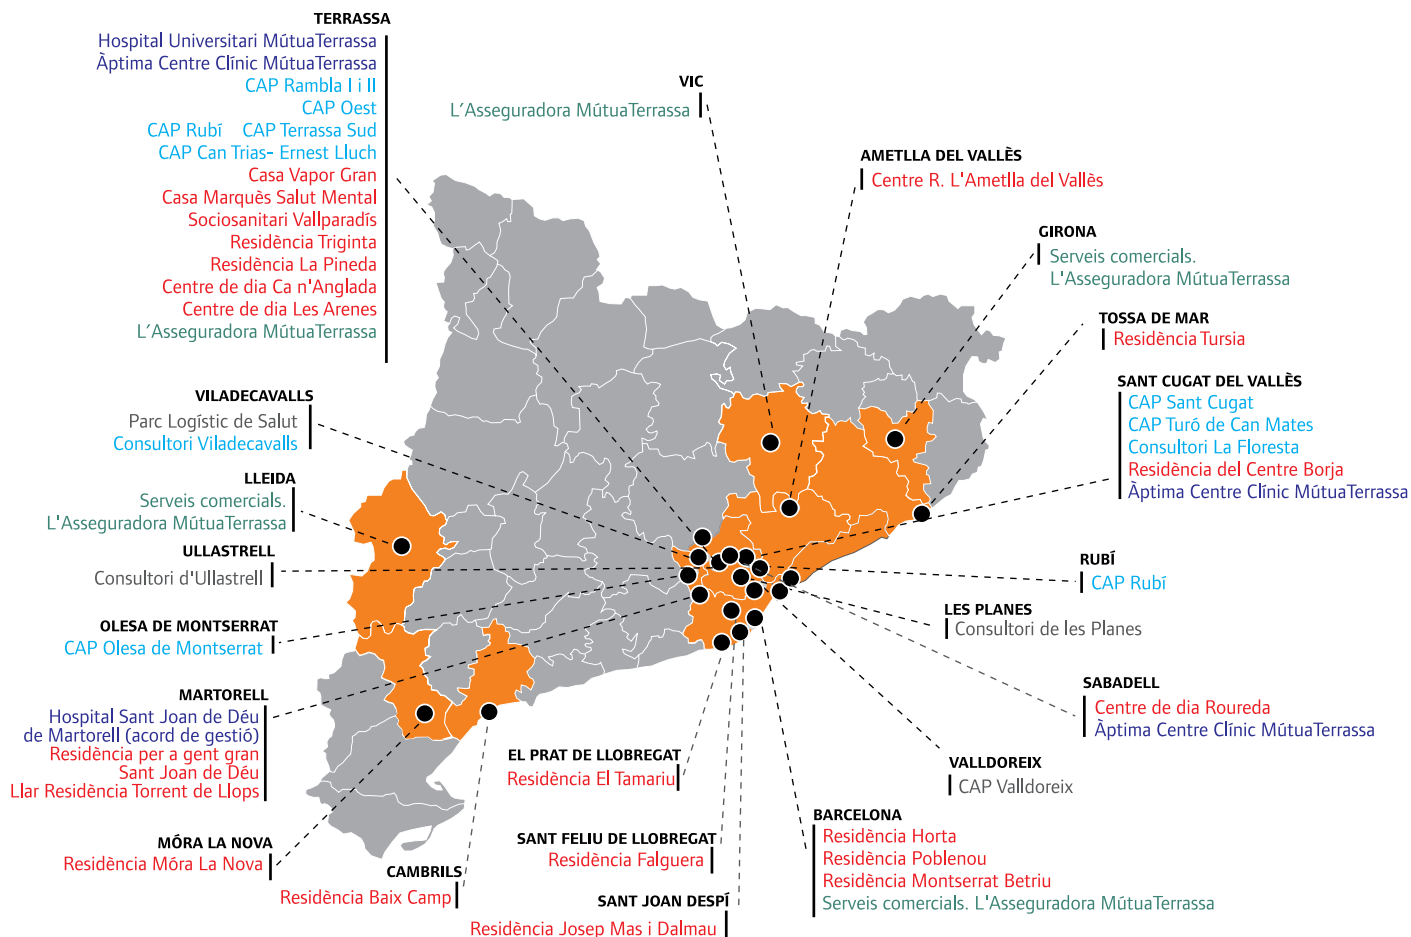 TERRASSA
Hospital Universitari MútuaTerrassa
Àptima Centre Clínic MútuaTerrassa
CAP Rambla I i II
CAP Oest
CAP Rubí CAP Terrassa Sud
CAP Can Trias- Ernest Lluch
Casa Vapor Gran
Casa Marquès Salut Mental
Sociosanitari Vallparadís
Residència Triginta
Residència La Pineda
Centre de dia Ca n'Anglada
Centre de dia Les Arenes
L'Asseguradora MútuaTerrassa
VIC
L'Asseguradora MútuaTerrassa
AMETLLA DEL VALLÈS
Centre R. L'Ametlla del Vallès
GIRONA
Serveis comercials.
L'Asseguradora MútuaTerrassa
TOSSA DE MAR
Residència Tursia
SANT CUGAT DEL VALLÈS
CAP Sant Cugat
CAP Turó de Can Mates
Consultori La Floresta
Residència del Centre Borja
Àptima Centre Clínic MútuaTerrassa
VILADECAVALLS
Parc Logístic de Salut
Consultori Viladecavalls
LLEIDA
Serveis comercials.
L'Asseguradora MútuaTerrassa
ULLASTRELL
Consultori d'Ullastrell
OLESA DE MONTSERRAT
CAP Olesa de Montserrat
MARTORELL
Hospital Sant Joan de Déu
de Martorell (acord de gestió)
Residència per a gent gran
Sant Joan de Déu
Llar Residència Torrent de Llops
MÓRA LA NOVA
Residència Móra La Nova
CAMBRILS
Residència Baix Camp
EL PRAT DE LLOBREGAT
Residència El Tamariu
SANT FELIU DE LLOBREGAT
Residència Falguera
SANT JOAN DESPÍ
Residència Josep Mas i Dalmau
RUBÍ
CAP Rubí
LES PLANES
Consultori de les Planes
SABADELL
Centre de dia Roureda
Àptima Centre Clínic MútuaTerrassa
VALLDOREIX
CAP Valldoreix
BARCELONA
Residència Horta
Residència Poblenou
Residència Montserrat Betriu
Serveis comercials. L'Asseguradora MútuaTerrassa